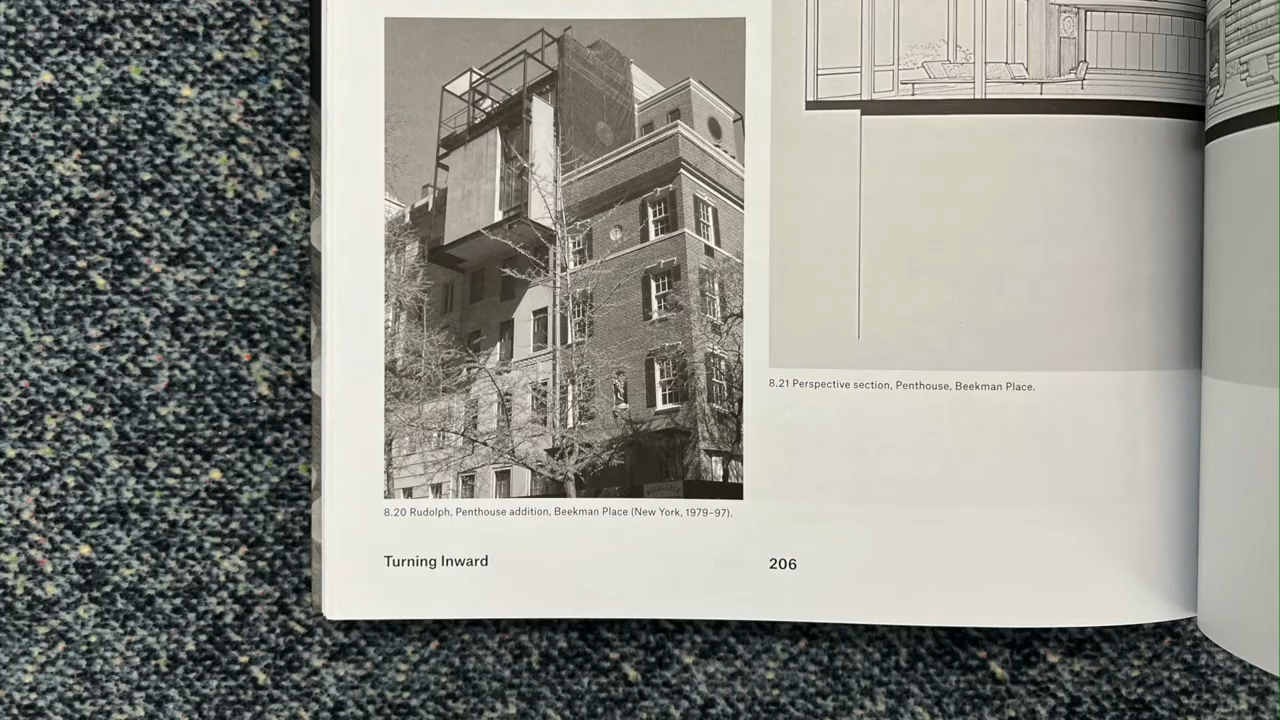 8.21 Perspective section, Penthouse, Beekman Place.
8.20 Rudolph, Penthouse addition, Beekman Place (New York, 1979–97).
Turning Inward
206